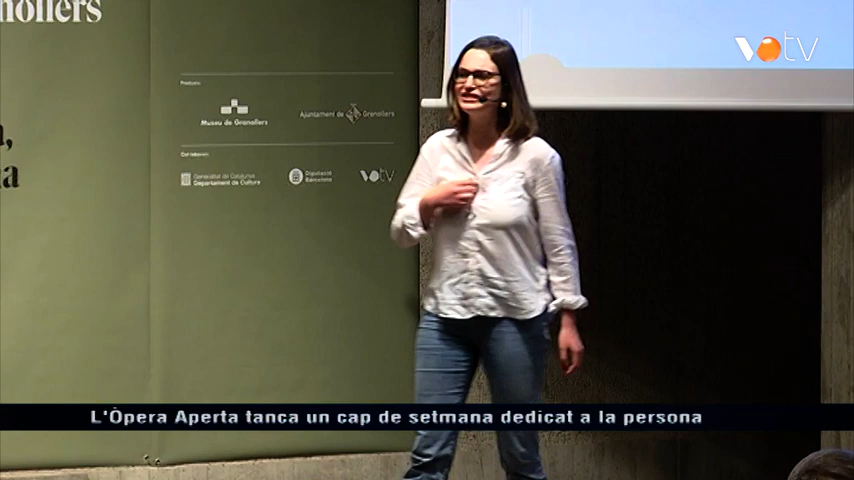 nollers
a,
a
Produeix:
Museu de Granollers
Ajuntament de Granollers
Col·laboren:
Generalitat de Catalunya
Departament de Cultura
Diputació
Barcelona
votv
votv
L'Òpera Aperta tanca un cap de setmana dedicat a la persona